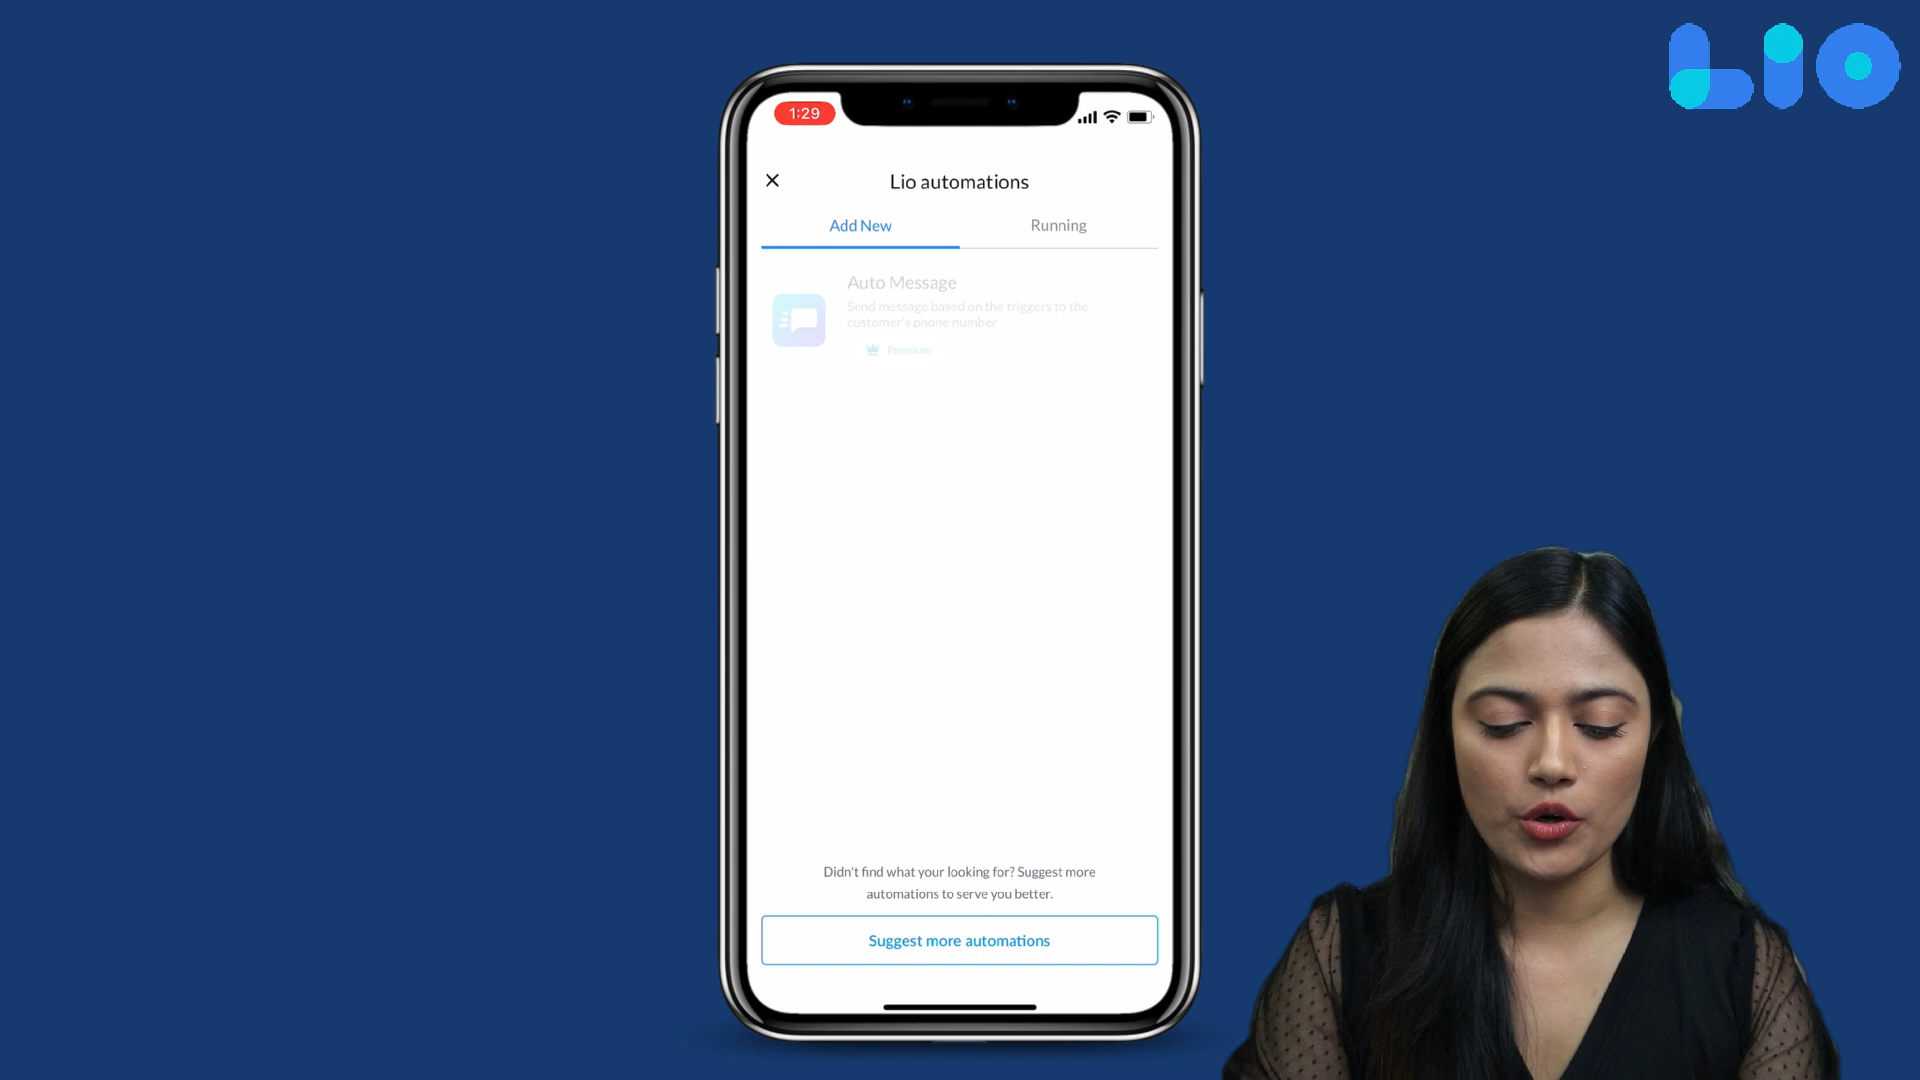 Lio
1:29
Lio automations
Add New
Running
Auto Message
Send message based on the triggers to the
customer's phone number
Premium
Didn't find what your looking for? Suggest more
automations to serve you better.
Suggest more automations